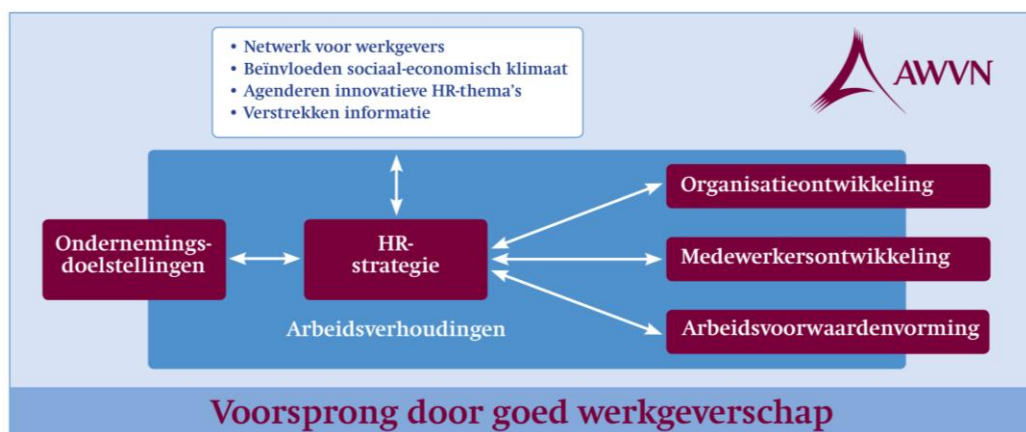 • Netwerk voor werkgevers
• Beïnvloeden sociaal-economisch klimaat
• Agenderen innovatieve HR-thema's
• Verstrekken informatie
AWVN
Ondernemings-
doelstellingen
HR-
strategie
Organisatieontwikkeling
Medewerkersontwikkeling
Arbeidsvoorwaardenvorming
Arbeidsverhoudingen
Voorsprong door goed werkgeverschap